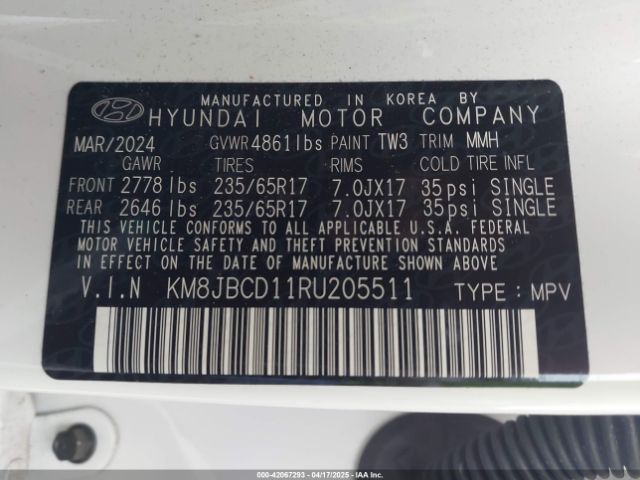 MANUFACTURED IN KOREA BY
HYUNDAI MOTOR COMPANY
MAR/2024 GVWR 4861lbs PAINT TW3 TRIM MMH
GAWR TIRES RIMS COLD TIRE INFL
FRONT 2778 lbs 235/65R17 7.0JX17 35psi SINGLE
REAR 2646 lbs 235/65R17 7.0JX17 35psi SINGLE
THIS VEHICLE CONFORMS TO ALL APPLICABLE U.S.A. FEDERAL
MOTOR VEHICLE SAFETY AND THEFT PREVENTION STANDARDS
IN EFFECT ON THE DATE OF MANUFACTURE SHOWN ABOVE.
V.I.N KM8JBCD11RU205511 TYPE : MPV
000-42067293 - 04/17/2025 - IAA Inc.